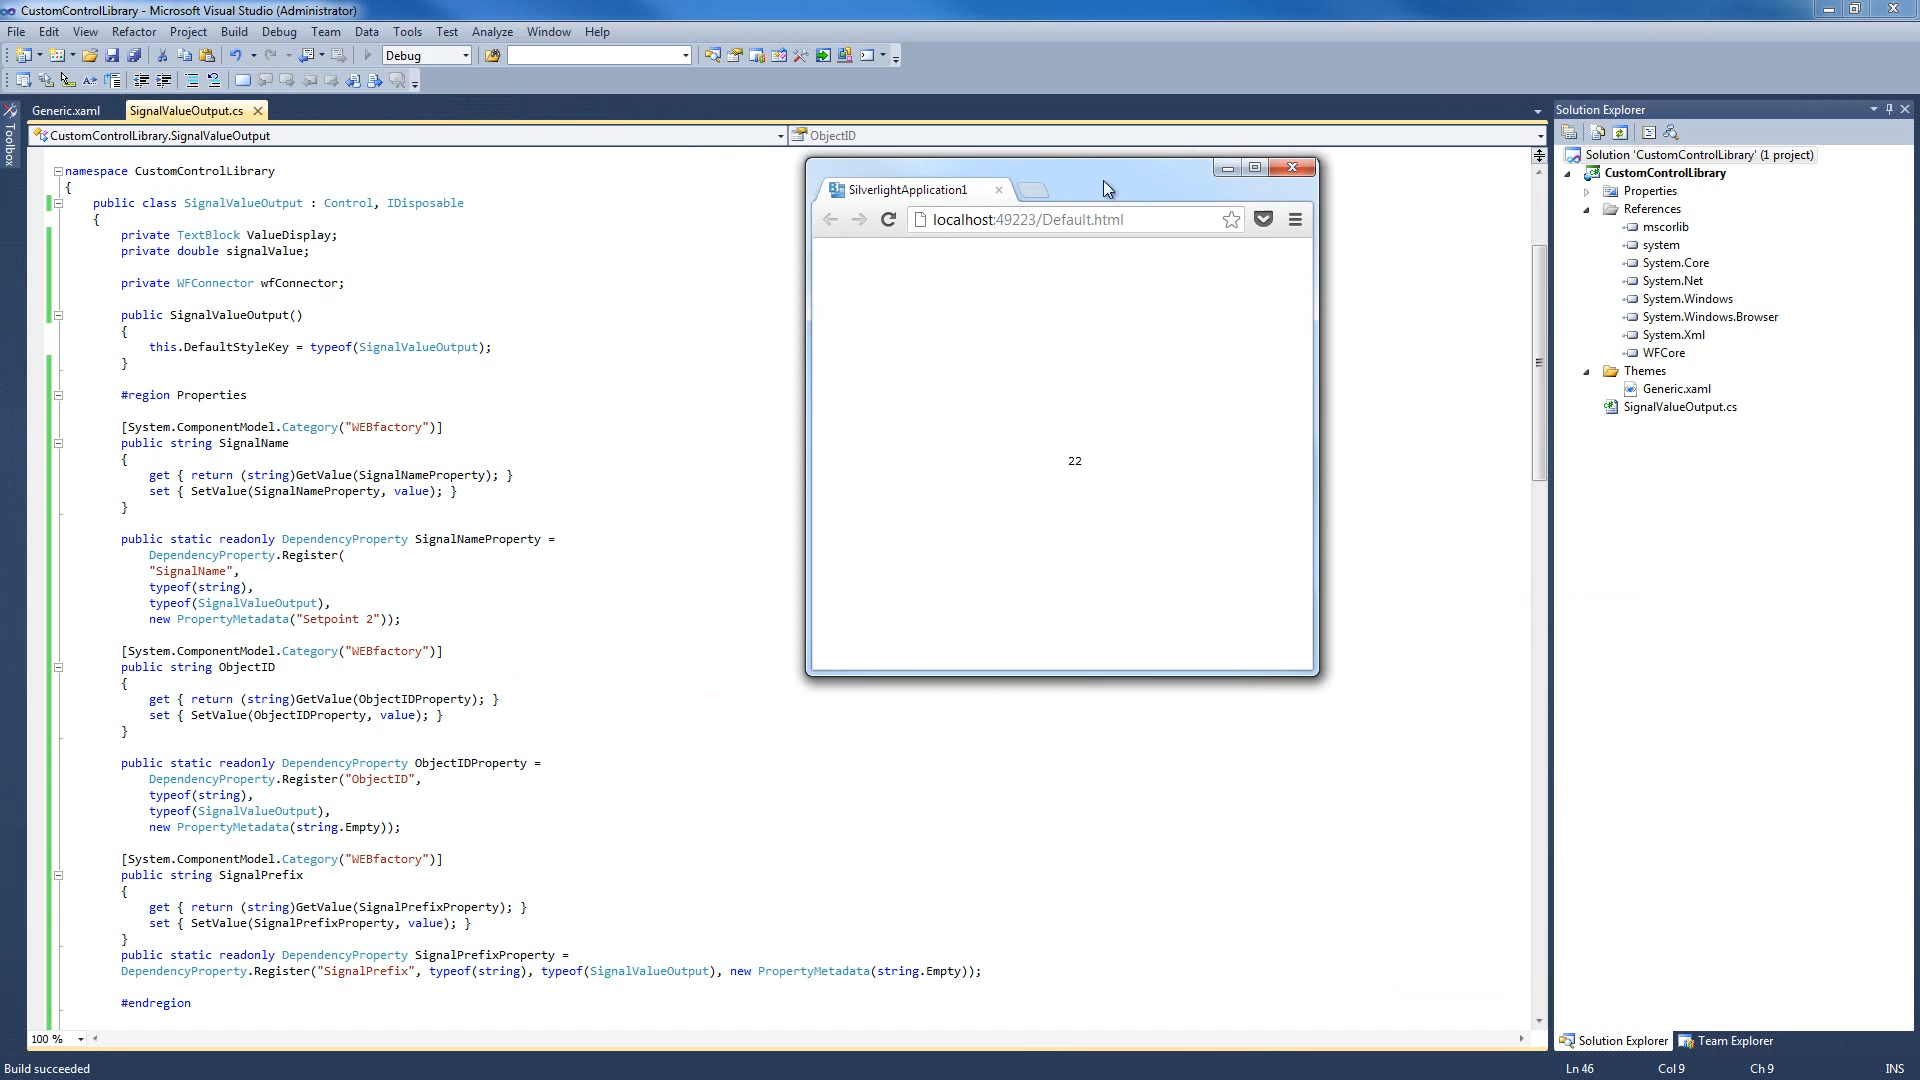 CustomControlLibrary - Microsoft Visual Studio (Administrator)
File Edit View Refactor Project Build Debug Team Data Tools Test Analyze Window Help
Debug
Toolbox
Generic.xaml SignalValueOutput.cs
CustomControlLibrary.SignalValueOutput ObjectID
namespace CustomControlLibrary
{
public class SignalValueOutput : Control, IDisposable
{
private TextBlock ValueDisplay;
private double signalValue;
private WFConnector wfConnector;
public SignalValueOutput()
{
this.DefaultStyleKey = typeof(SignalValueOutput);
}
#region Properties
[System.ComponentModel.Category("WEBfactory")]
public string SignalName
{
get { return (string)GetValue(SignalNameProperty); }
set { SetValue(SignalNameProperty, value); }
}
public static readonly DependencyProperty SignalNameProperty =
DependencyProperty.Register(
"SignalName",
typeof(string),
typeof(SignalValueOutput),
new PropertyMetadata("Setpoint 2"));
[System.ComponentModel.Category("WEBfactory")]
public string ObjectID
{
get { return (string)GetValue(ObjectIDProperty); }
set { SetValue(ObjectIDProperty, value); }
}
public static readonly DependencyProperty ObjectIDProperty =
DependencyProperty.Register("ObjectID",
typeof(string),
typeof(SignalValueOutput),
new PropertyMetadata(string.Empty));
[System.ComponentModel.Category("WEBfactory")]
public string SignalPrefix
{
get { return (string)GetValue(SignalPrefixProperty); }
set { SetValue(SignalPrefixProperty, value); }
}
public static readonly DependencyProperty SignalPrefixProperty =
DependencyProperty.Register("SignalPrefix", typeof(string), typeof(SignalValueOutput), new PropertyMetadata(string.Empty));
#endregion
100 %
SilverlightApplication1
localhost:49223/Default.html
22
Solution Explorer
Solution 'CustomControlLibrary' (1 project)
CustomControlLibrary
Properties
References
mscorlib
system
System.Core
System.Net
System.Windows
System.Windows.Browser
System.Xml
WFCore
Themes
Generic.xaml
SignalValueOutput.cs
Solution Explorer Team Explorer
Build succeeded Ln 46 Col 9 Ch 9 INS